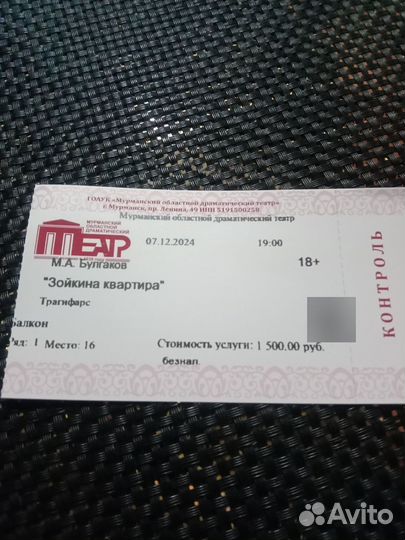 ГОАУК «Мурманский областной драматический театр»
г. Мурманск, пр. Ленина, 49 ИНН 5191500258
Мурманский областной драматический театр
МУРМАНСКИЙ
ОБЛАСТНОЙ
ДРАМАТИЧЕСКИЙ
ТЕАТР
07.12.2024 19:00
М.А. Булгаков 18+
"Зойкина квартира"
Трагифарс
Балкон
Ряд: 1 Место: 16 Стоимость услуги: 1 500.00 руб.
безнал.
КОНТРОЛЬ
Avito